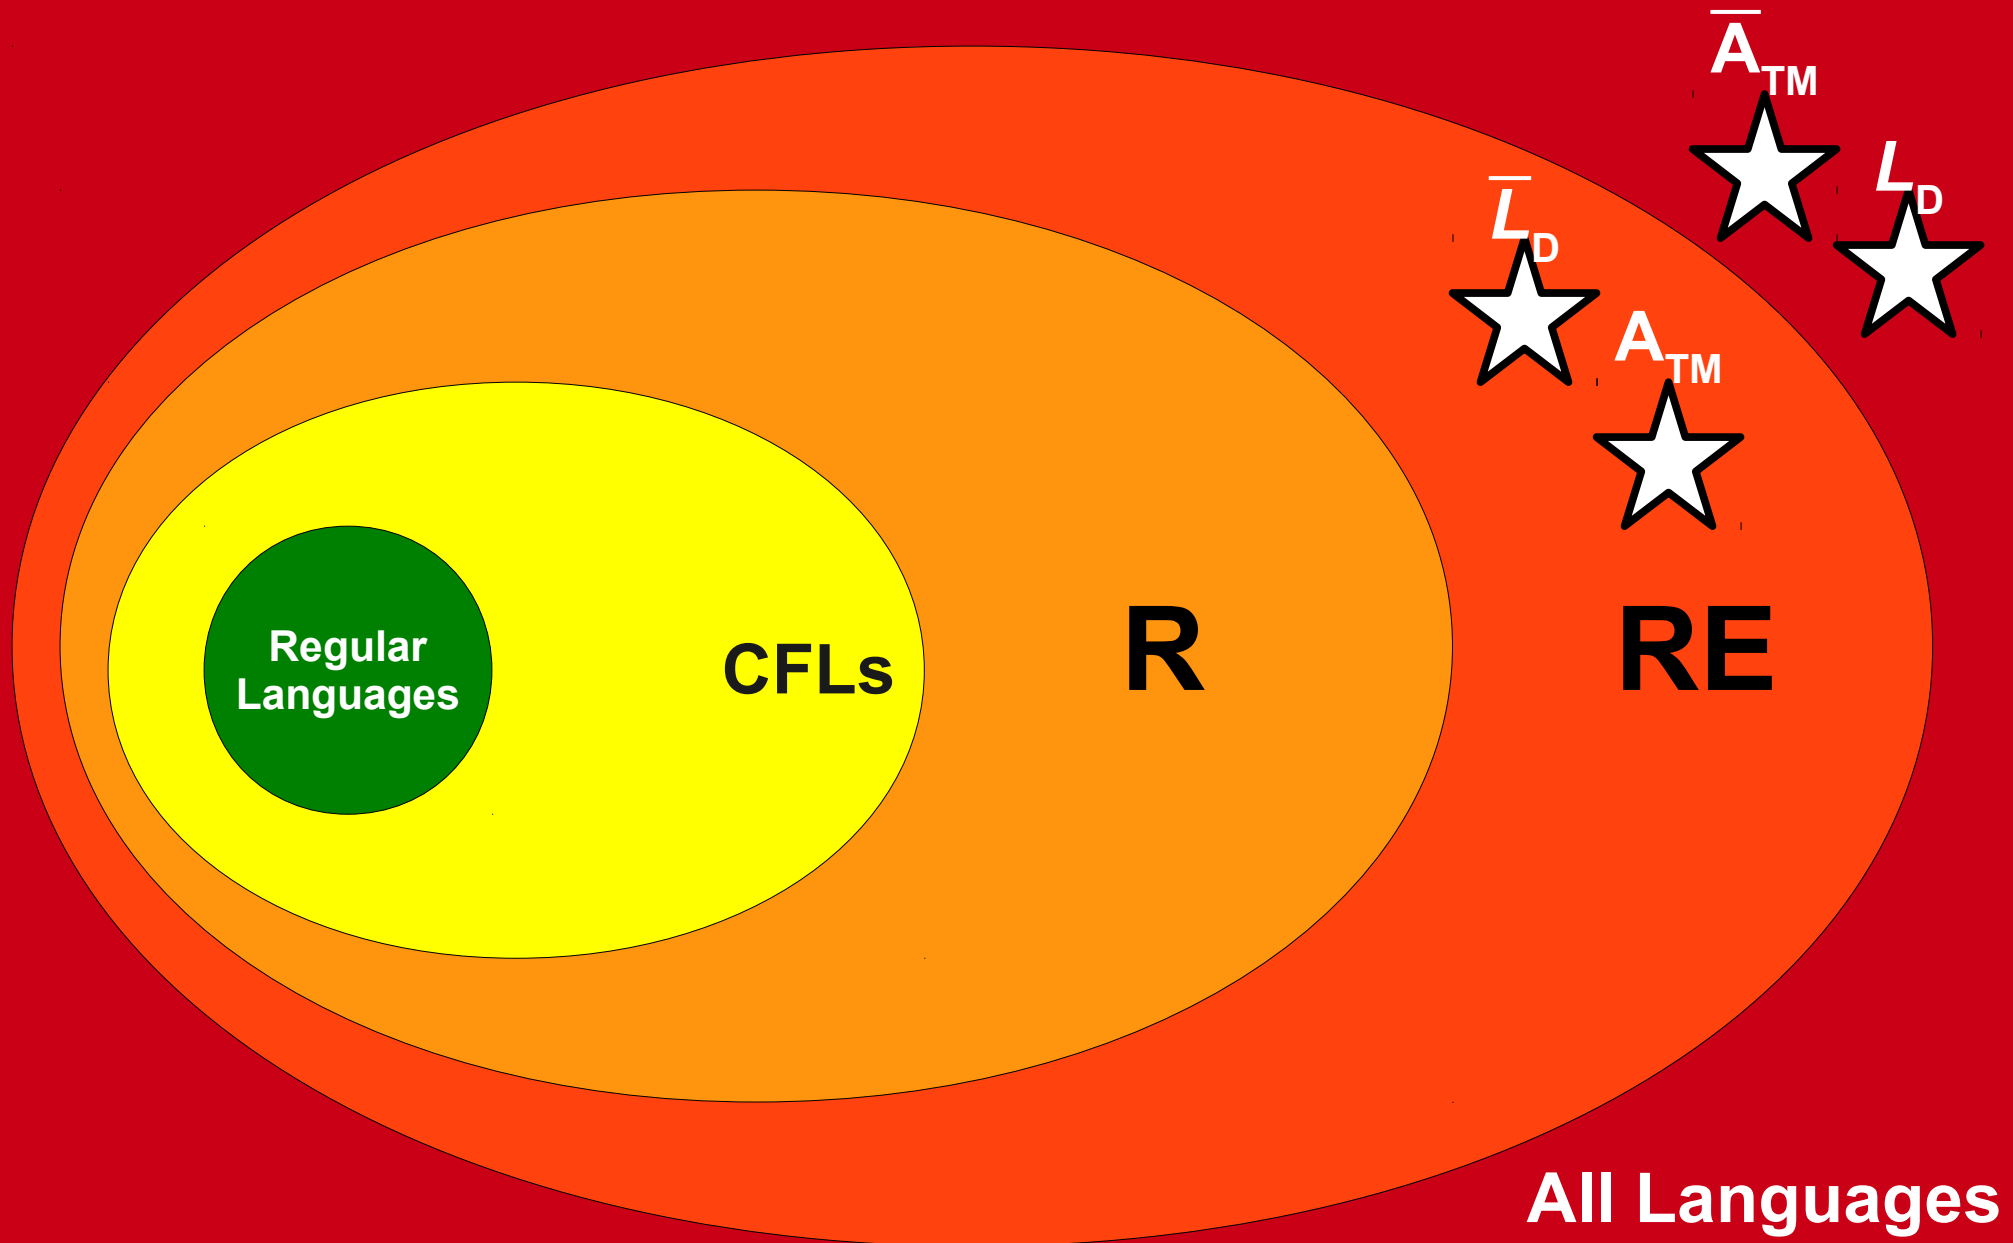 A̅TM
LD
L̅D
ATM
Regular
Languages
CFLs
R
RE
All Languages